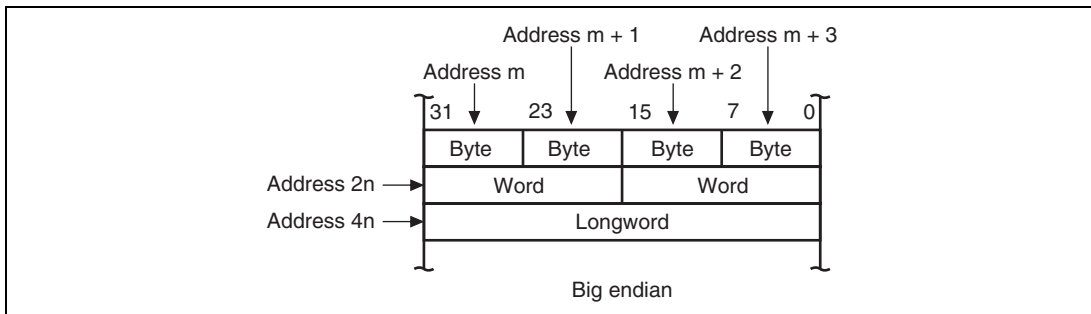 Address m + 1 Address m + 3
Address m Address m + 2
31 23 15 7 0
Byte Byte Byte Byte
Address 2n Word Word
Address 4n Longword
Big endian